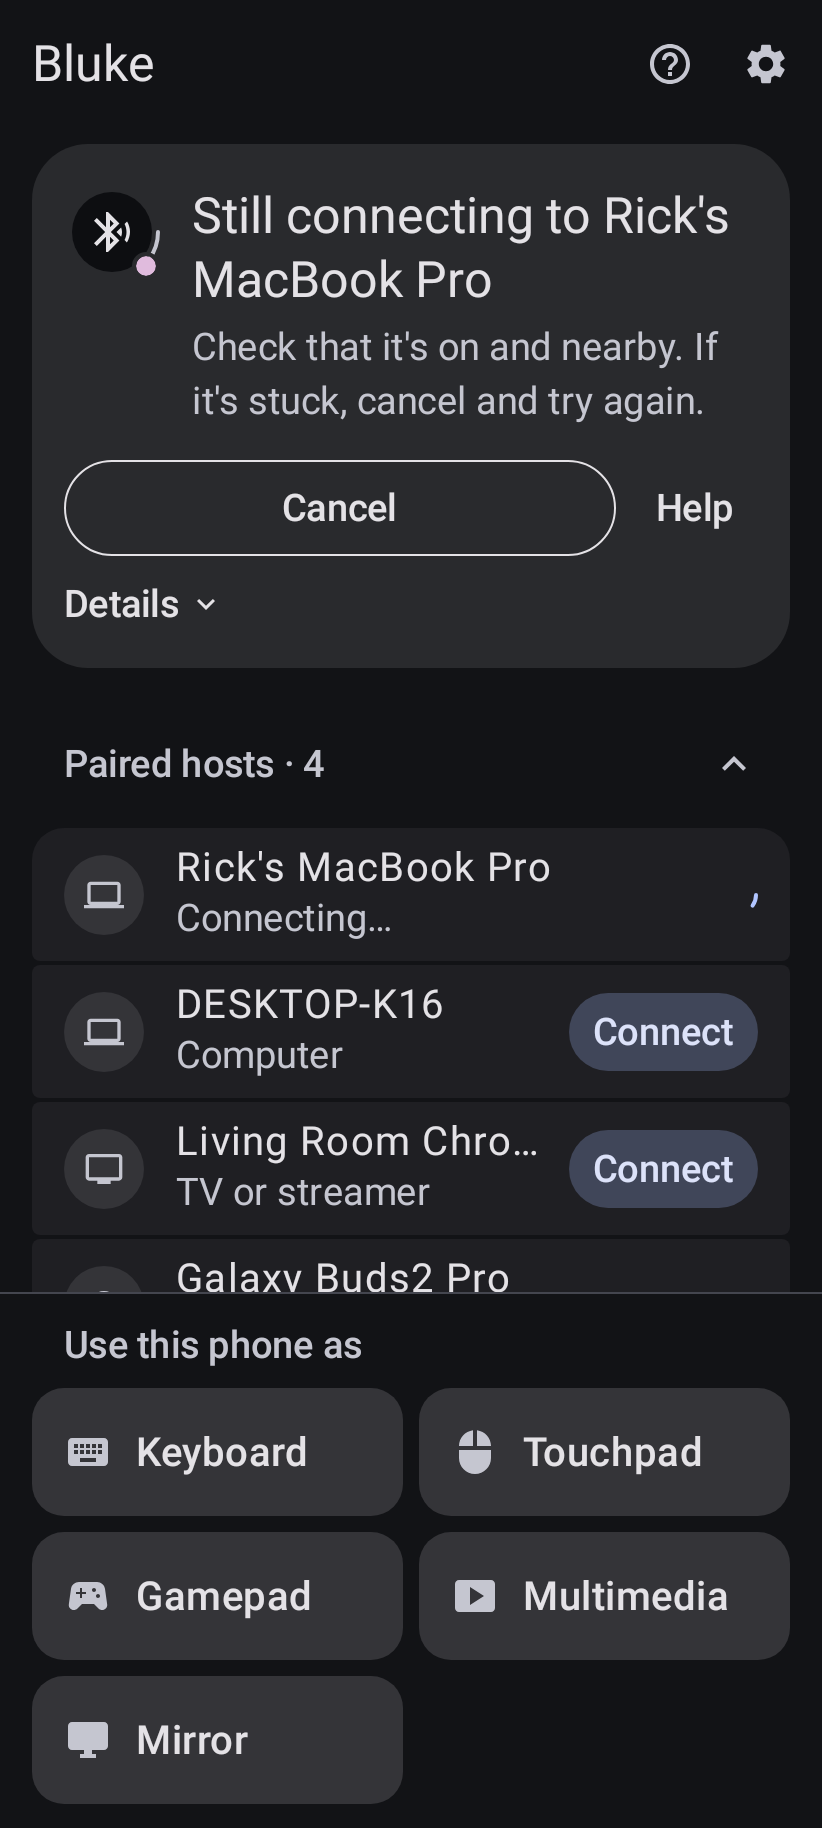 Bluke
Still connecting to Rick's
MacBook Pro
Check that it's on and nearby. If
it's stuck, cancel and try again.
Cancel
Help
Details
Paired hosts · 4
Rick's MacBook Pro
Connecting…
DESKTOP-K16
Computer
Connect
Living Room Chro…
TV or streamer
Connect
Galaxy Buds2 Pro
Use this phone as
Keyboard
Touchpad
Gamepad
Multimedia
Mirror